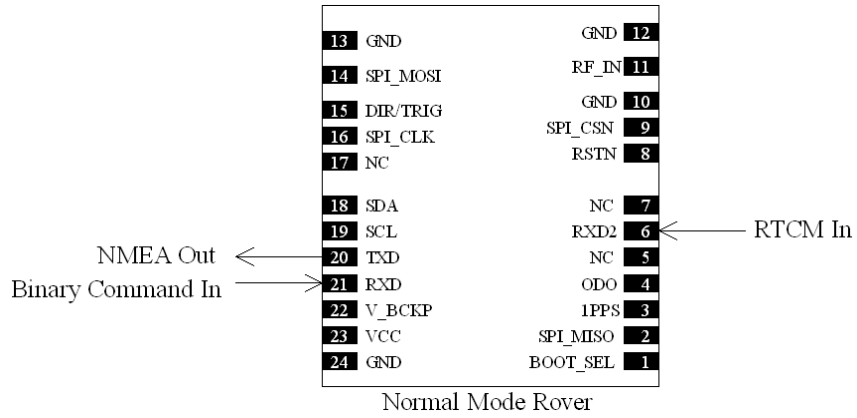 13 GND GND 12
14 SPI_MOSI RF_IN 11
15 DIR/TRIG GND 10
16 SPI_CLK SPI_CSN 9
17 NC RSTN 8
18 SDA NC 7
19 SCL RXD2 6 RTCM In
NMEA Out 20 TXD NC 5
Binary Command In 21 RXD ODO 4
22 V_BCKP 1PPS 3
23 VCC SPI_MISO 2
24 GND BOOT_SEL 1
Normal Mode Rover